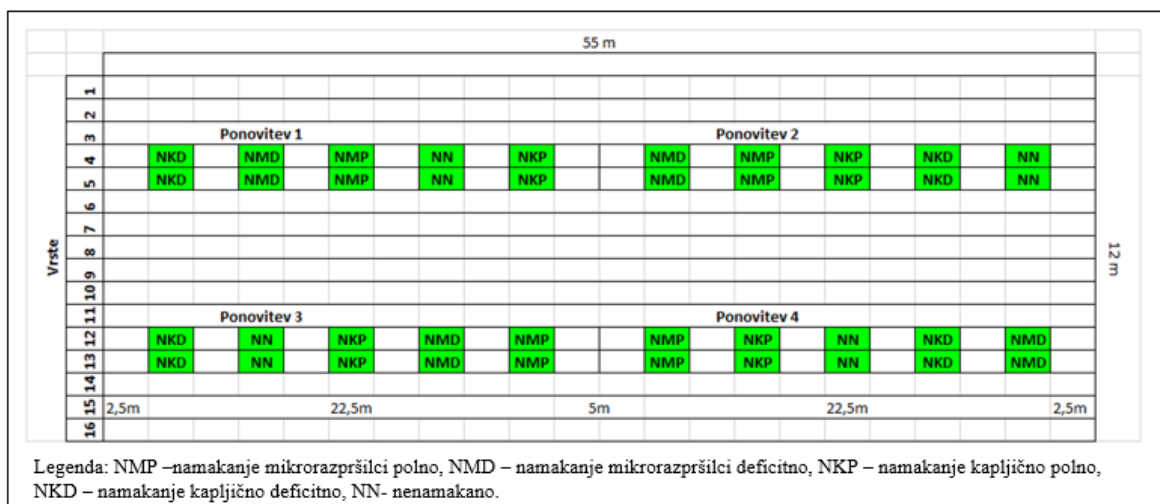 55 m
1
2
3 Ponovitev 1 Ponovitev 2
4 NKD NMD NMP NN NKP NMD NMP NKP NKD NN
5 NKD NMD NMP NN NKP NMD NMP NKP NKD NN
6
7
Vrste 8 12 m
9
10
11 Ponovitev 3 Ponovitev 4
12 NKD NN NKP NMD NMP NMP NKP NN NKD NMD
13 NKD NN NKP NMD NMP NMP NKP NN NKD NMD
14
15 2,5m 22,5m 5m 22,5m 2,5m
16
Legenda: NMP –namakanje mikrorazpršilci polno, NMD – namakanje mikrorazpršilci deficitno, NKP – namakanje kapljično polno,
NKD – namakanje kapljično deficitno, NN- nenamakano.